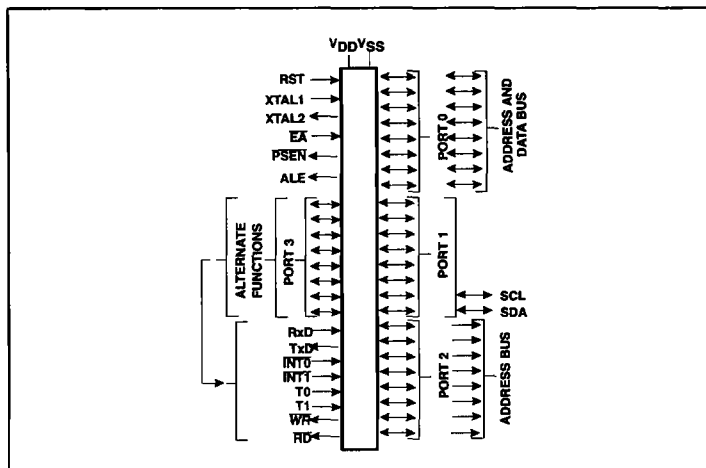 VDD VSS
RST
XTAL1
XTAL2
EA
PSEN
ALE
PORT 0
ADDRESS AND
DATA BUS
ALTERNATE
FUNCTIONS
PORT 3
PORT 1
SCL
SDA
RxD
TxD
INT0
INT1
T0
T1
WR
RD
PORT 2
ADDRESS BUS